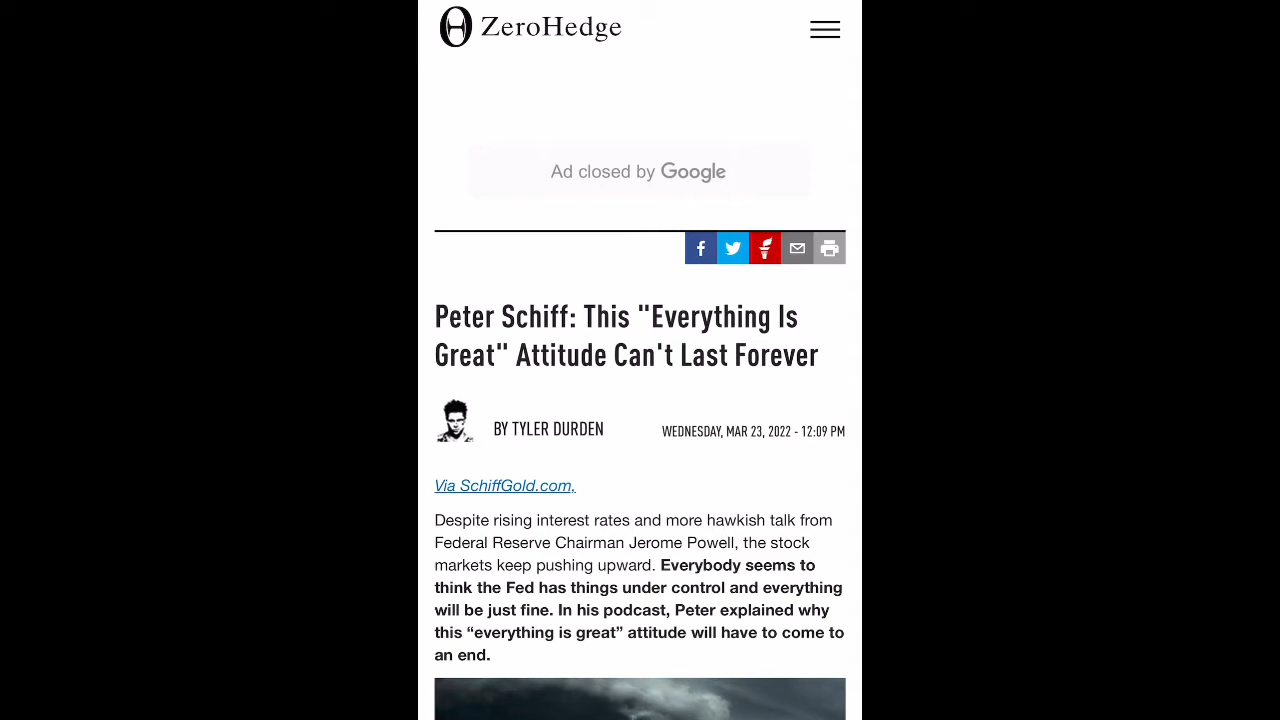 ZeroHedge
Ad closed by Google
Peter Schiff: This "Everything Is
Great" Attitude Can't Last Forever
BY TYLER DURDEN
WEDNESDAY, MAR 23, 2022 - 12:09 PM
Via SchiffGold.com,
Despite rising interest rates and more hawkish talk from
Federal Reserve Chairman Jerome Powell, the stock
markets keep pushing upward. Everybody seems to
think the Fed has things under control and everything
will be just fine. In his podcast, Peter explained why
this “everything is great” attitude will have to come to
an end.